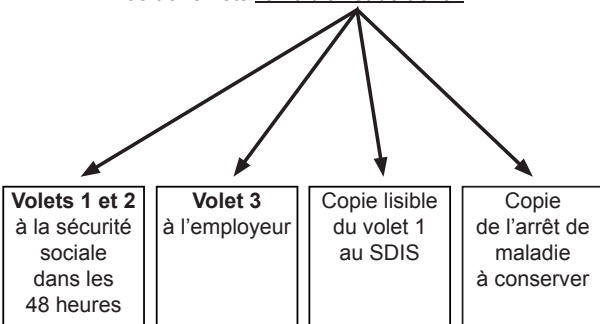 Volets 1 et 2
à la sécurité
sociale
dans les
48 heures
Volet 3
à l'employeur
Copie lisible
du volet 1
au SDIS
Copie
de l'arrêt de
maladie
à conserver